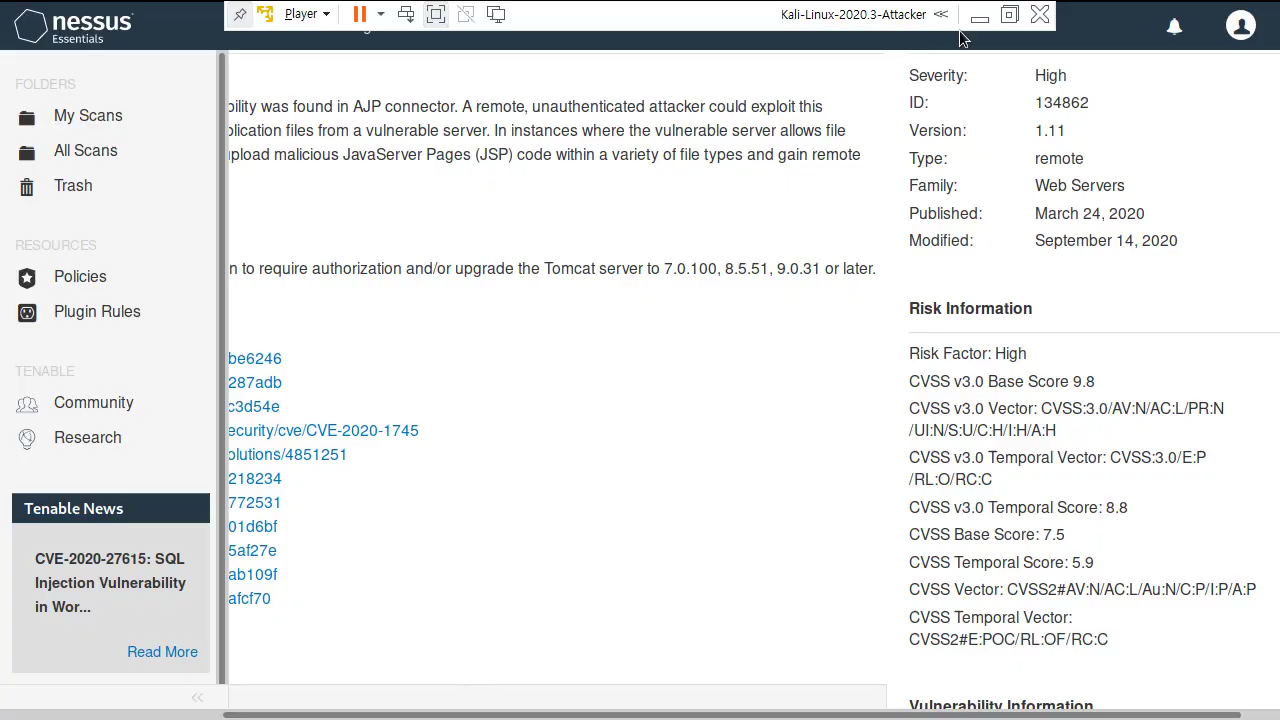 nessus
Essentials
Player
Kali-Linux-2020.3-Attacker
FOLDERS
My Scans
All Scans
Trash
RESOURCES
Policies
Plugin Rules
TENABLE
Community
Research
Tenable News
CVE-2020-27615: SQL
Injection Vulnerability
in Wor...
Read More
bility was found in AJP connector. A remote, unauthenticated attacker could exploit this
plication files from a vulnerable server. In instances where the vulnerable server allows file
upload malicious JavaServer Pages (JSP) code within a variety of file types and gain remote
n to require authorization and/or upgrade the Tomcat server to 7.0.100, 8.5.51, 9.0.31 or later.
be6246
287adb
c3d54e
ecurity/cve/CVE-2020-1745
olutions/4851251
218234
772531
01d6bf
5af27e
ab109f
afcf70
Severity: High
ID: 134862
Version: 1.11
Type: remote
Family: Web Servers
Published: March 24, 2020
Modified: September 14, 2020
Risk Information
Risk Factor: High
CVSS v3.0 Base Score 9.8
CVSS v3.0 Vector: CVSS:3.0/AV:N/AC:L/PR:N
/UI:N/S:U/C:H/I:H/A:H
CVSS v3.0 Temporal Vector: CVSS:3.0/E:P
/RL:O/RC:C
CVSS v3.0 Temporal Score: 8.8
CVSS Base Score: 7.5
CVSS Temporal Score: 5.9
CVSS Vector: CVSS2#AV:N/AC:L/Au:N/C:P/I:P/A:P
CVSS Temporal Vector:
CVSS2#E:POC/RL:OF/RC:C
Vulnerability Information